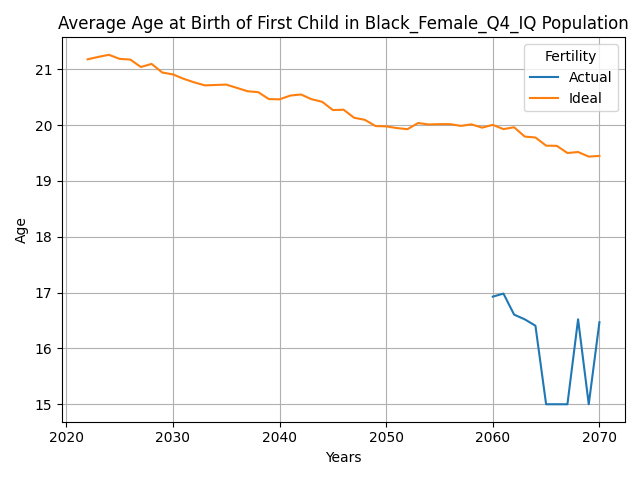 Average Age at Birth of First Child in Black_Female_Q4_IQ Population
Fertility
Actual
Ideal
Age
21
20
19
18
17
16
15
2020 2030 2040 2050 2060 2070
Years